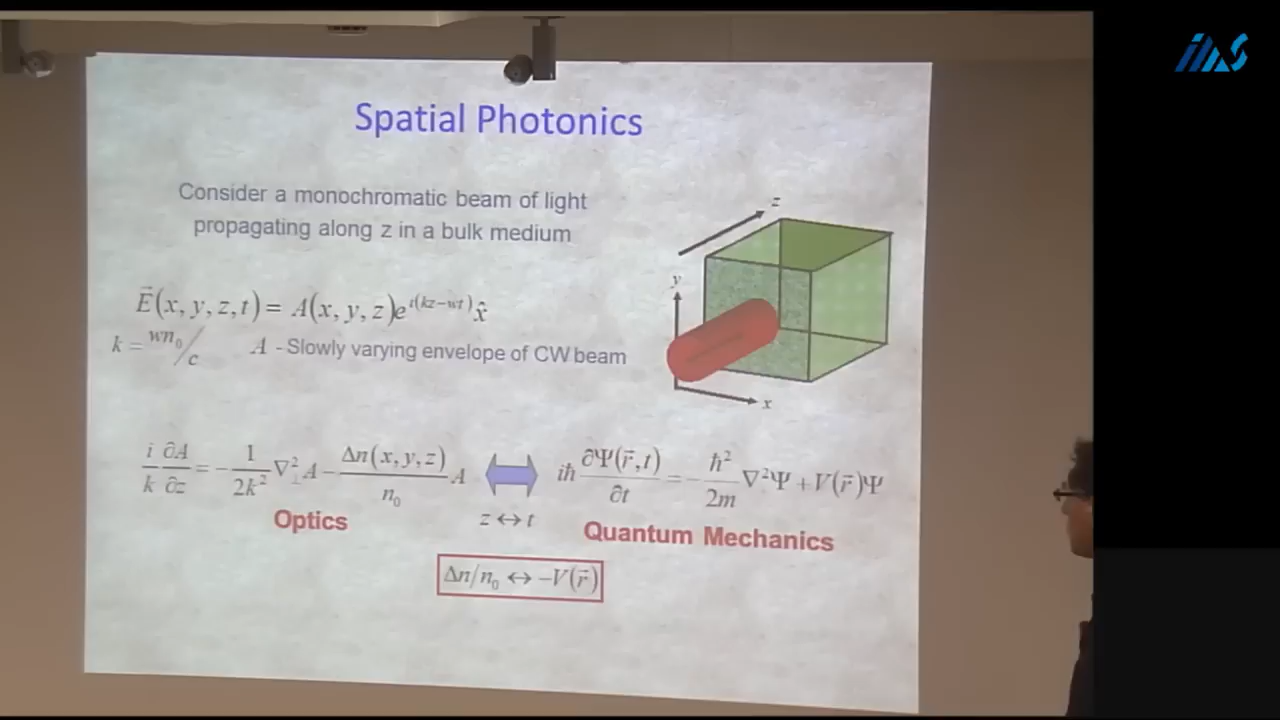 Spatial Photonics
Consider a monochromatic beam of light
propagating along z in a bulk medium
z
y
x
E⃗(x, y, z, t) = A(x, y, z)e^{i(kz−wt)} x̂
k = wn₀/c
A - Slowly varying envelope of CW beam
i/k ∂A/∂z = −1/2k² ∇⊥² A − Δn(x, y, z)/n₀ A
iħ ∂Ψ(r⃗, t)/∂t = −ħ²/2m ∇²Ψ + V(r⃗)Ψ
Optics
z ↔ t
Quantum Mechanics
Δn/n₀ ↔ −V(r⃗)